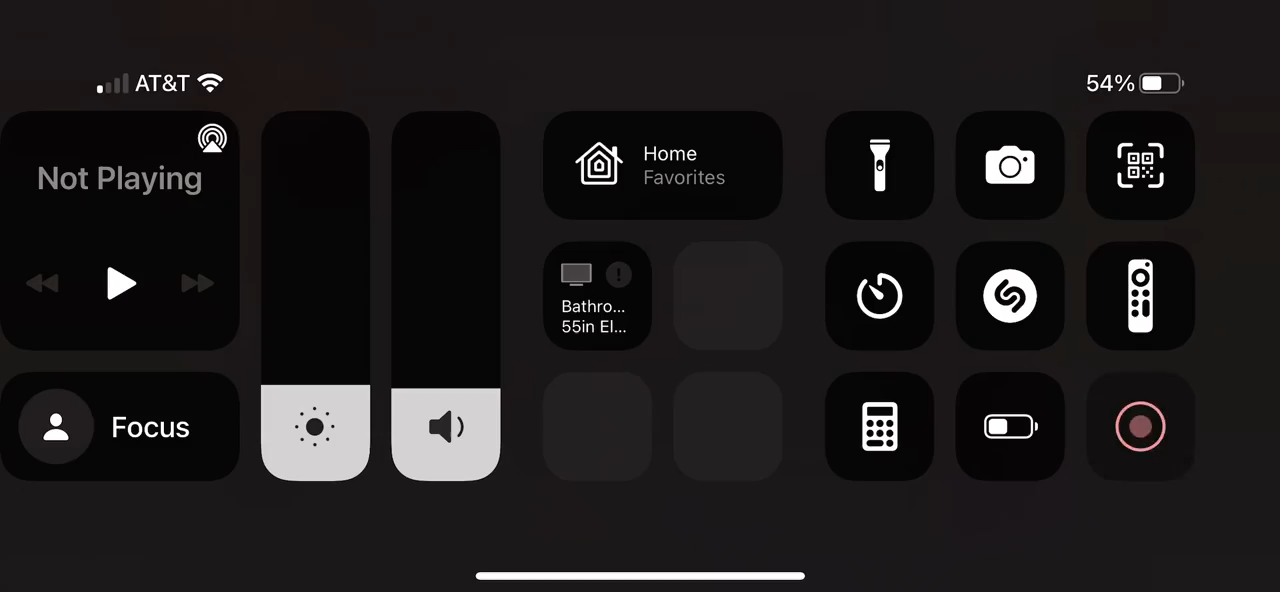 AT&T
54%
Not Playing
Home
Favorites
Bathro...
55in El...
Focus